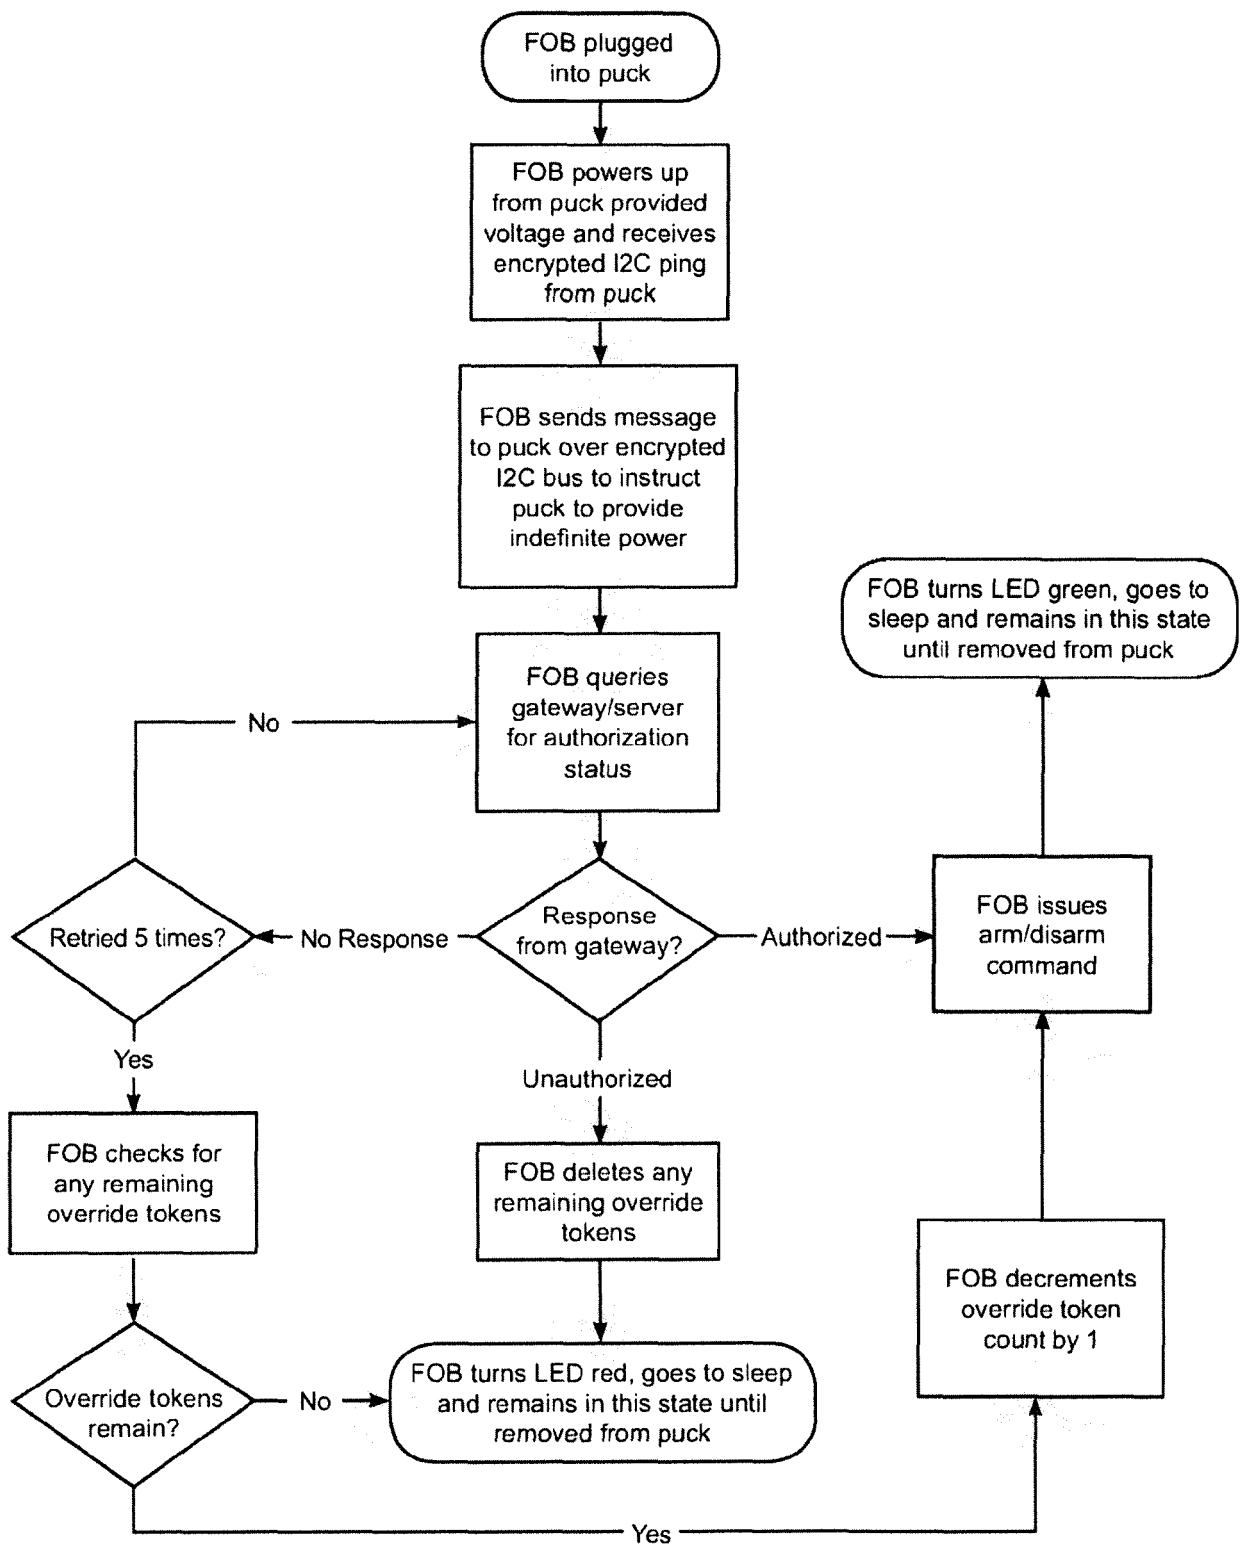 FOB plugged
into puck
FOB powers up
from puck provided
voltage and receives
encrypted I2C ping
from puck
FOB sends message
to puck over encrypted
I2C bus to instruct
puck to provide
indefinite power
FOB turns LED green, goes to
sleep and remains in this state
until removed from puck
FOB queries
gateway/server
for authorization
status
No
Retried 5 times?
No Response
Response
from gateway?
Authorized
FOB issues
arm/disarm
command
Yes
Unauthorized
FOB checks for
any remaining
override tokens
FOB deletes any
remaining override
tokens
FOB decrements
override token
count by 1
Override tokens
remain?
No
FOB turns LED red, goes to sleep
and remains in this state until
removed from puck
Yes